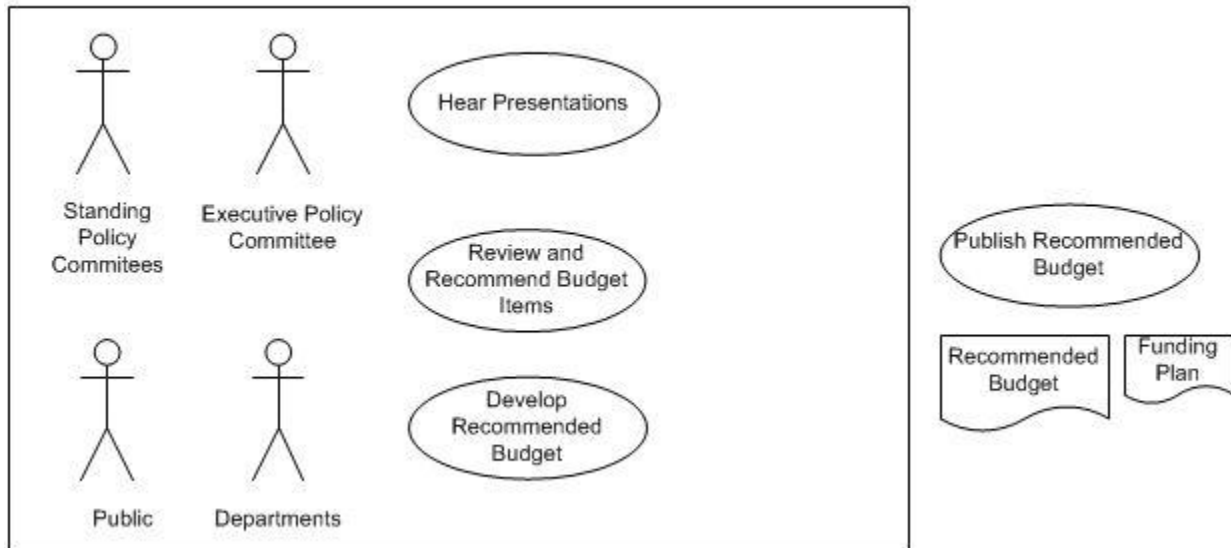 Hear Presentations
Standing
Policy
Commitees
Executive Policy
Committee
Review and
Recommend Budget
Items
Publish Recommended
Budget
Recommended
Budget
Funding
Plan
Develop
Recommended
Budget
Public
Departments